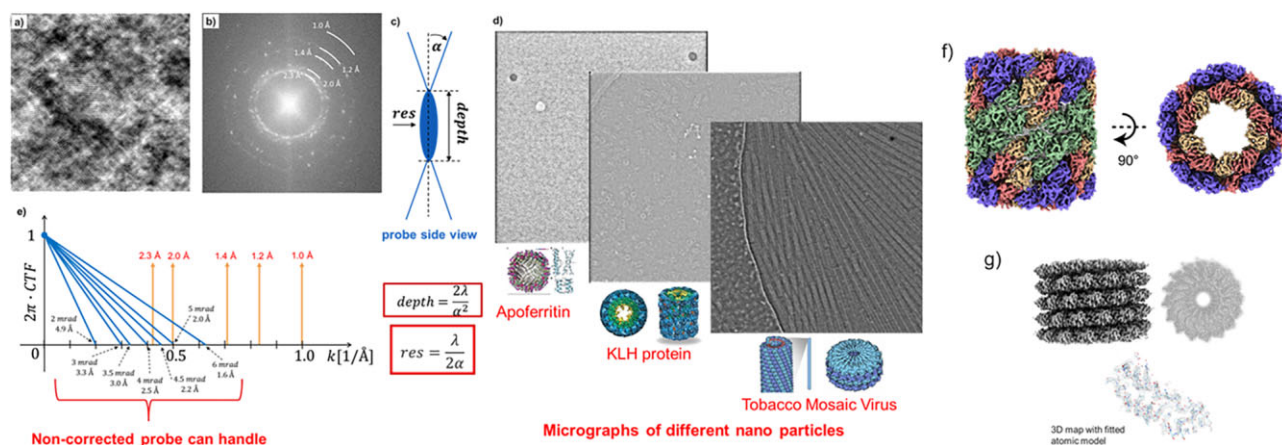 a)
b)
1.0 Å
1.4 Å
1.2 Å
2.3 Å
2.0 Å
c)
α
res
depth
probe side view
d)
Apoferritin
KLH protein
Tobacco Mosaic Virus
Micrographs of different nano particles
e)
2π · CTF
1
2.3 Å
2.0 Å
1.4 Å
1.2 Å
1.0 Å
5 mrad
2.0 Å
2 mrad
4.9 Å
0
0.5
1.0
k[1/Å]
3 mrad
3.3 Å
3.5 mrad
3.0 Å
4 mrad
2.5 Å
4.5 mrad
2.2 Å
6 mrad
1.6 Å
Non-corrected probe can handle
depth = 2λ / α²
res = λ / 2α
f)
90°
g)
3D map with fitted
atomic model